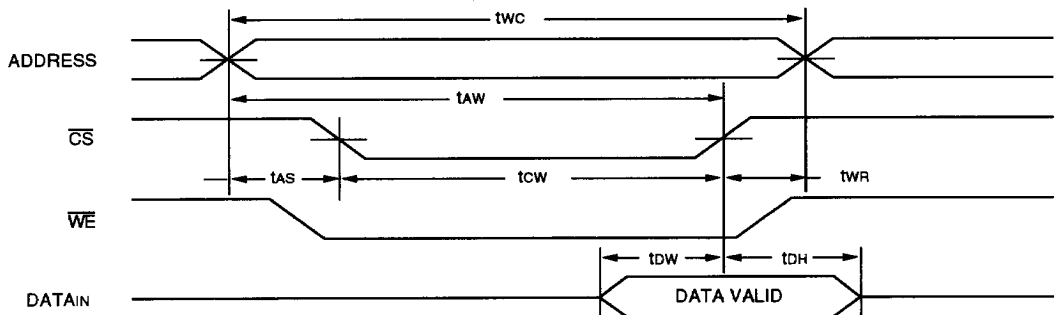 tWC
ADDRESS
tAW
CS
tAS
tCW
tWR
WE
tDW
tDH
DATAIN
DATA VALID